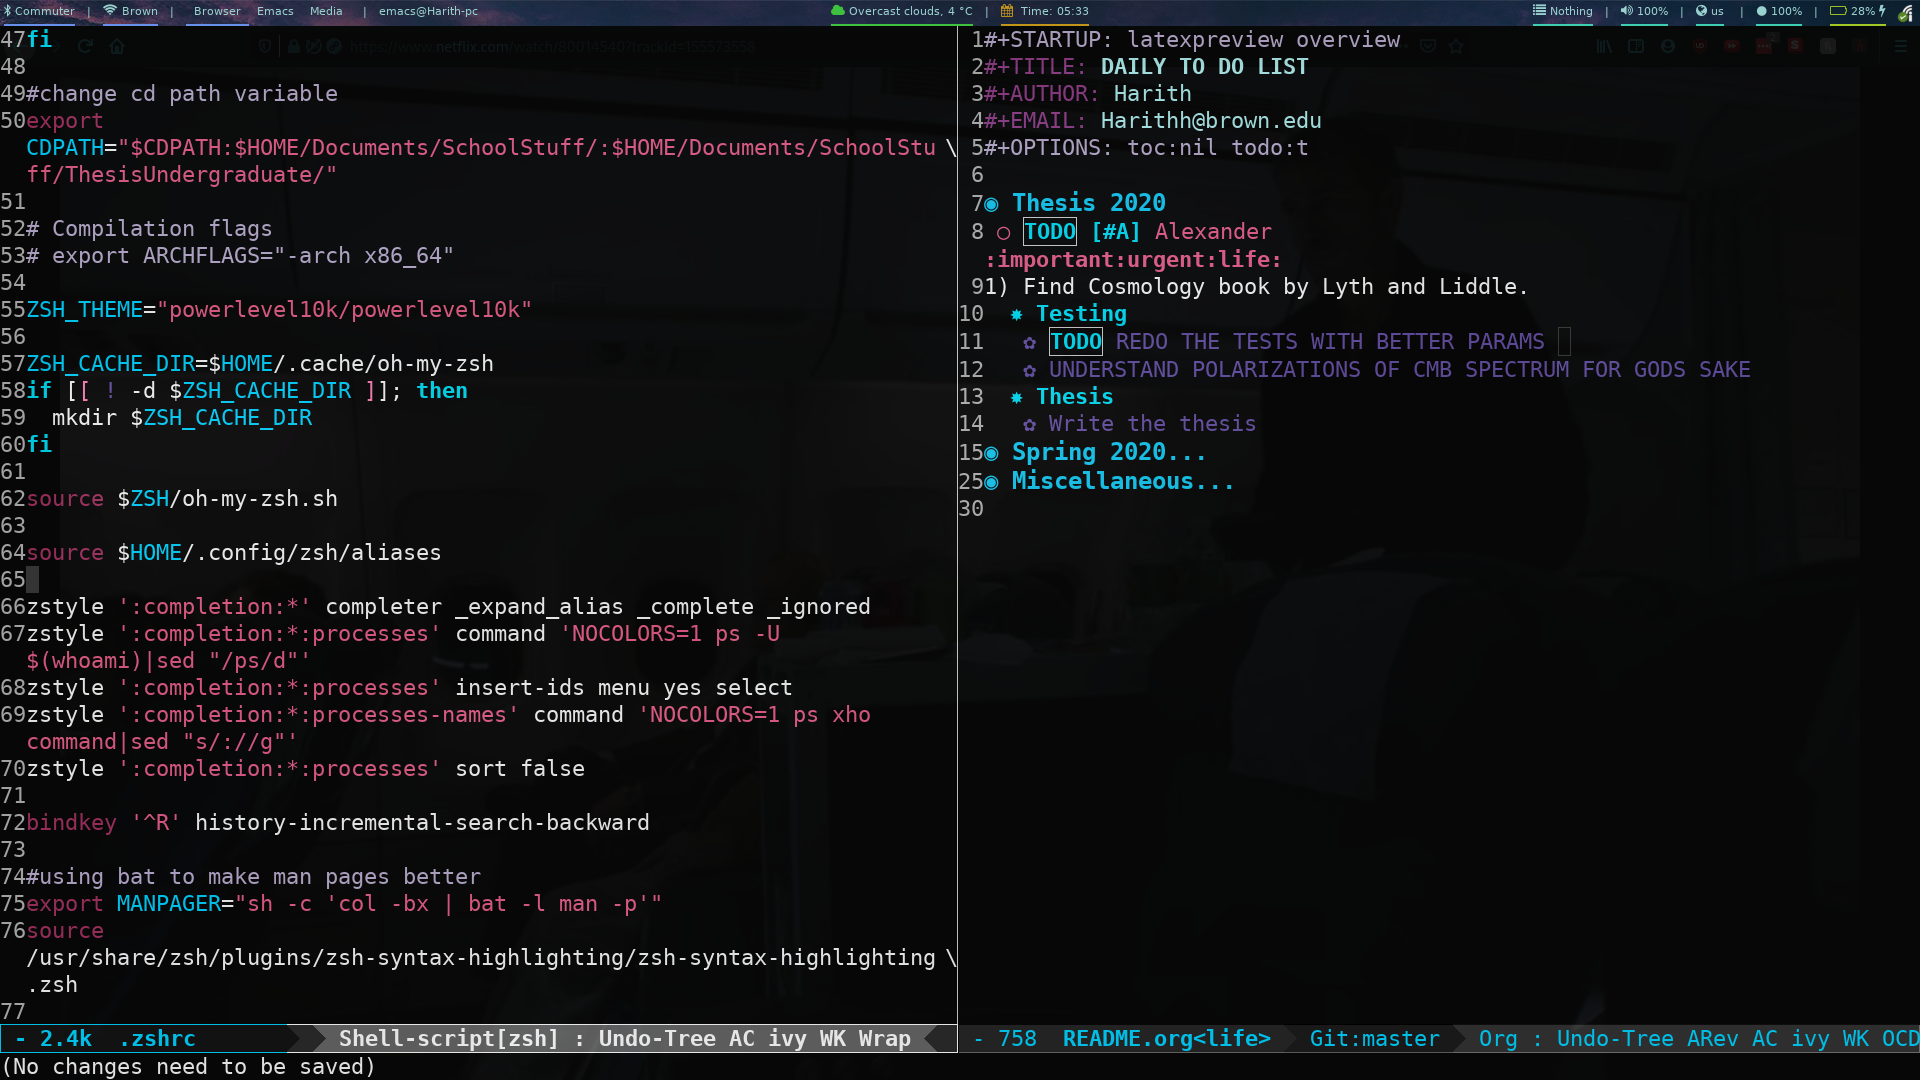 Commuter | Brown | Browser Emacs Media | emacs@Harith-pc Overcast clouds, 4 °C | Time: 05:33 Nothing | 100% | us | 100% | 28%
https://www.netflix.com/watch/80014540?trackId=155573558
47fi
48
49#change cd path variable
50export
CDPATH="$CDPATH:$HOME/Documents/SchoolStuff/:$HOME/Documents/SchoolStu \
ff/ThesisUndergraduate/"
51
52# Compilation flags
53# export ARCHFLAGS="-arch x86_64"
54
55ZSH_THEME="powerlevel10k/powerlevel10k"
56
57ZSH_CACHE_DIR=$HOME/.cache/oh-my-zsh
58if [[ ! -d $ZSH_CACHE_DIR ]]; then
59  mkdir $ZSH_CACHE_DIR
60fi
61
62source $ZSH/oh-my-zsh.sh
63
64source $HOME/.config/zsh/aliases
65
66zstyle ':completion:*' completer _expand_alias _complete _ignored
67zstyle ':completion:*:processes' command 'NOCOLORS=1 ps -U
$(whoami)|sed "/ps/d"'
68zstyle ':completion:*:processes' insert-ids menu yes select
69zstyle ':completion:*:processes-names' command 'NOCOLORS=1 ps xho
command|sed "s/://g"'
70zstyle ':completion:*:processes' sort false
71
72bindkey '^R' history-incremental-search-backward
73
74#using bat to make man pages better
75export MANPAGER="sh -c 'col -bx | bat -l man -p'"
76source
/usr/share/zsh/plugins/zsh-syntax-highlighting/zsh-syntax-highlighting \
.zsh
77
- 2.4k .zshrc Shell-script[zsh] : Undo-Tree AC ivy WK Wrap
(No changes need to be saved)
1#+STARTUP: latexpreview overview
2#+TITLE: DAILY TO DO LIST
3#+AUTHOR: Harith
4#+EMAIL: Harithh@brown.edu
5#+OPTIONS: toc:nil todo:t
6
7◉ Thesis 2020
8 ○ TODO [#A] Alexander
:important:urgent:life:
91) Find Cosmology book by Lyth and Liddle.
10  ✸ Testing
11   ✿ TODO REDO THE TESTS WITH BETTER PARAMS
12   ✿ UNDERSTAND POLARIZATIONS OF CMB SPECTRUM FOR GODS SAKE
13  ✸ Thesis
14   ✿ Write the thesis
15◉ Spring 2020...
25◉ Miscellaneous...
30
- 758 README.org<life> Git:master Org : Undo-Tree ARev AC ivy WK OCD